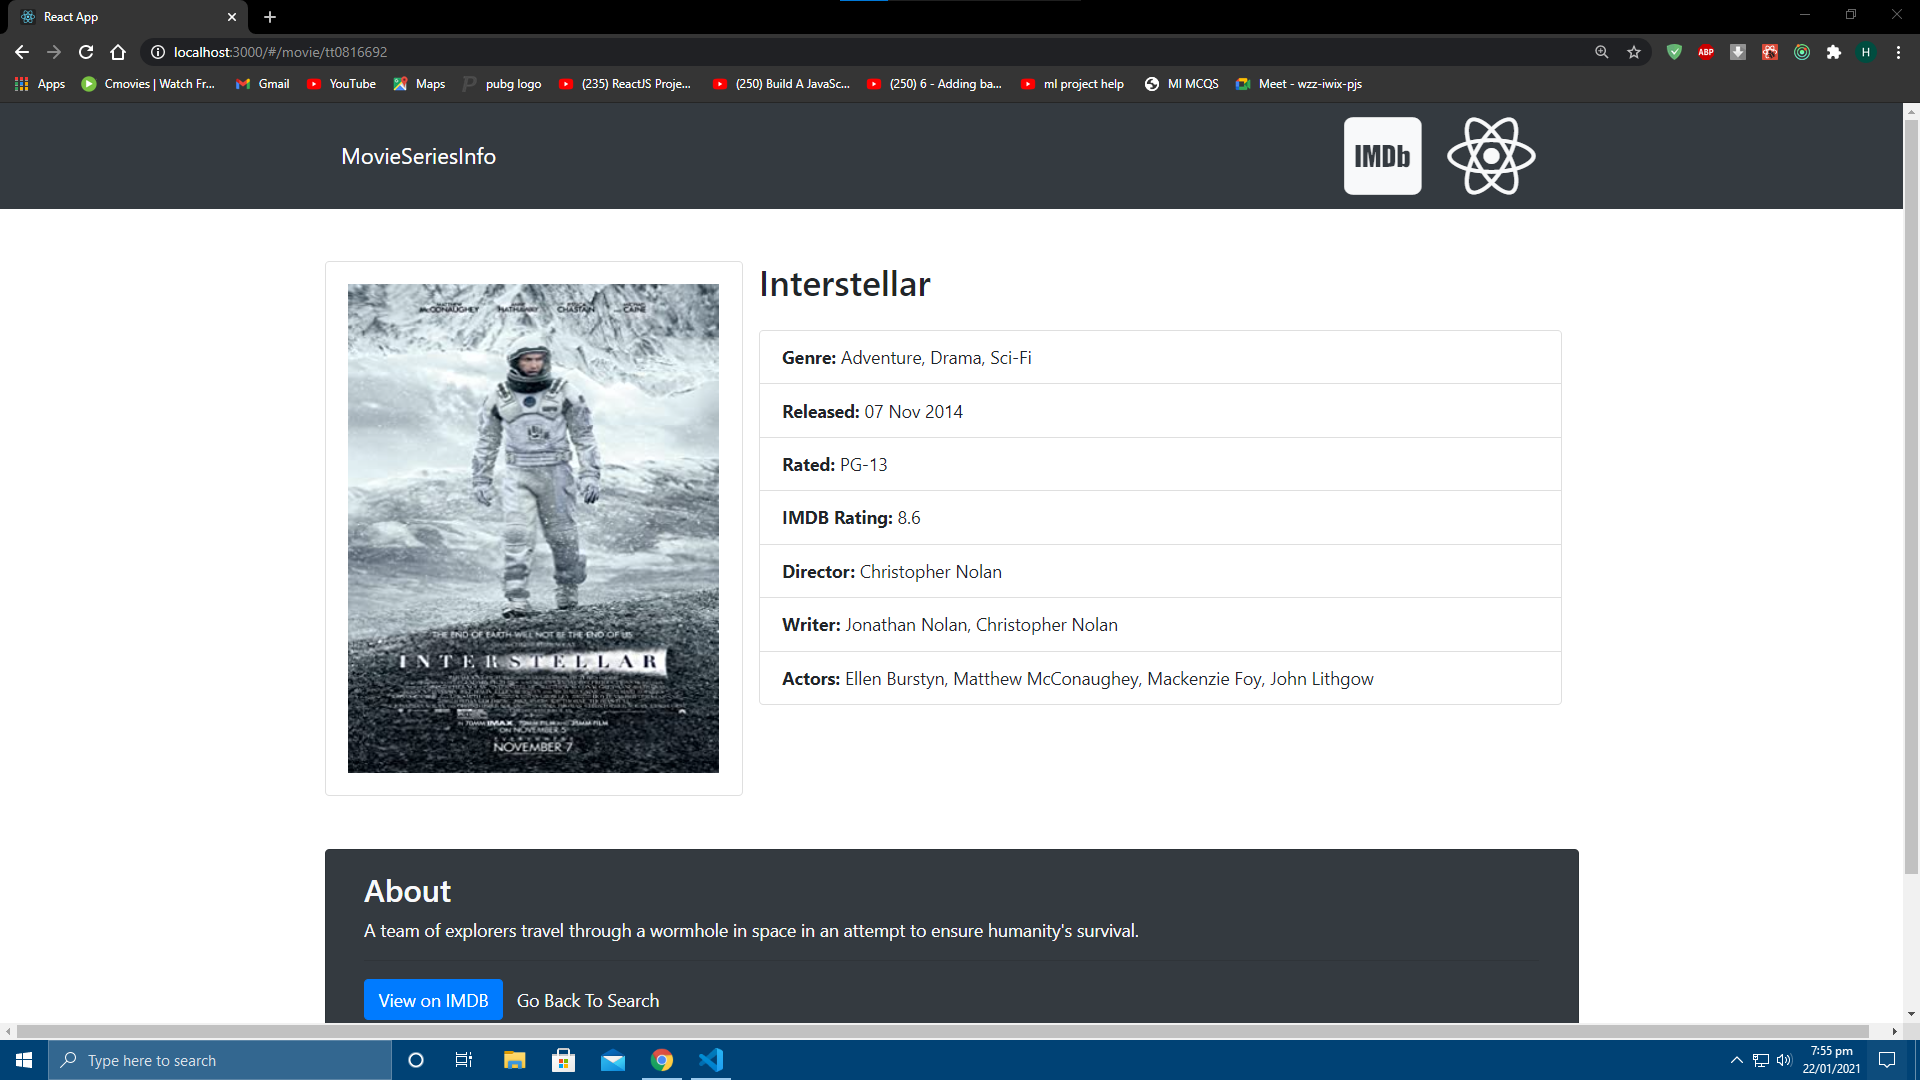 React App
localhost:3000/#/movie/tt0816692
ABP
H
Apps
Cmovies | Watch Fr...
Gmail
YouTube
Maps
pubg logo
(235) ReactJS Proje...
(250) Build A JavaSc...
(250) 6 - Adding ba...
ml project help
MI MCQS
Meet - wzz-iwix-pjs
MovieSeriesInfo
IMDb
McCONAUGHEY HATHAWAY CHASTAIN CAINE
THE END OF EARTH WILL NOT BE THE END OF US
INTERSTELLAR
ON NOVEMBER 5
NOVEMBER 7
Interstellar
Genre: Adventure, Drama, Sci-Fi
Released: 07 Nov 2014
Rated: PG-13
IMDB Rating: 8.6
Director: Christopher Nolan
Writer: Jonathan Nolan, Christopher Nolan
Actors: Ellen Burstyn, Matthew McConaughey, Mackenzie Foy, John Lithgow
About
A team of explorers travel through a wormhole in space in an attempt to ensure humanity's survival.
View on IMDB
Go Back To Search
Type here to search
7:55 pm
22/01/2021